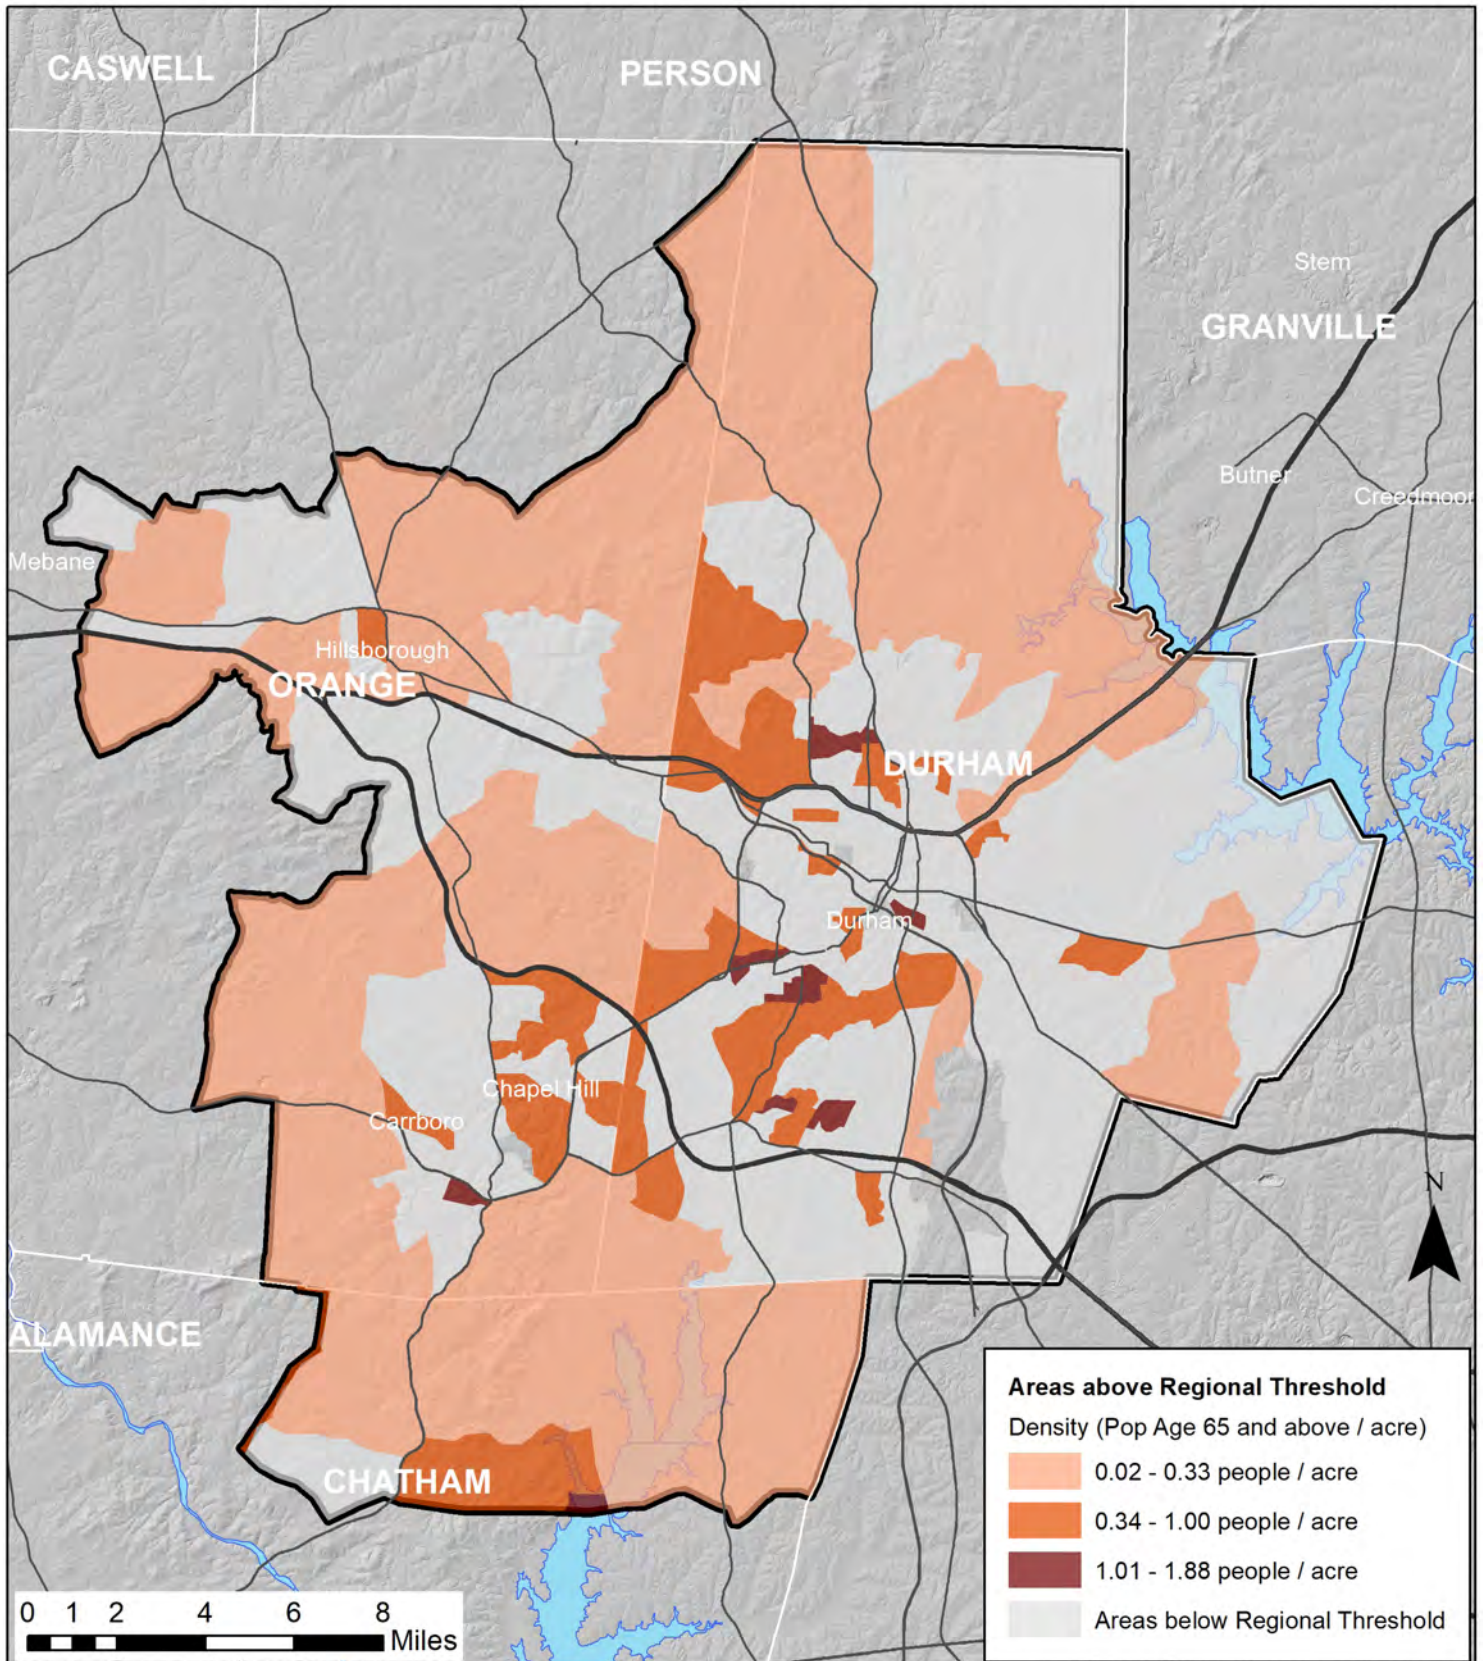 CASWELL
PERSON
Stem
GRANVILLE
Butner
Creedmoor
Mebane
Hillsborough
ORANGE
DURHAM
Durham
Chapel Hill
Carrboro
N
ALAMANCE
CHATHAM
Areas above Regional Threshold
Density (Pop Age 65 and above / acre)
0.02 - 0.33 people / acre
0.34 - 1.00 people / acre
1.01 - 1.88 people / acre
Areas below Regional Threshold
0 1 2 4 6 8
Miles